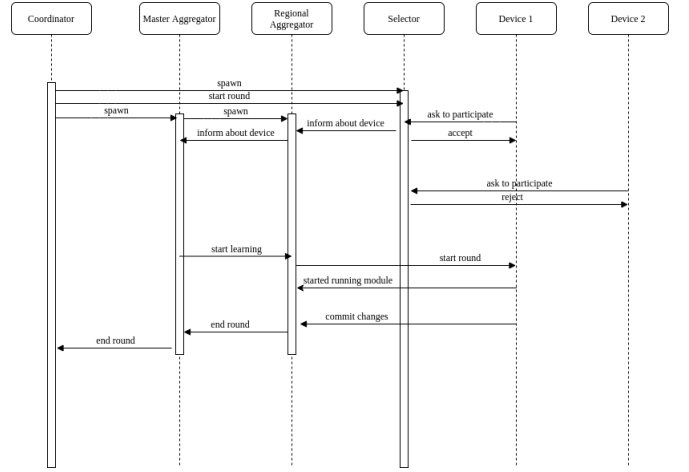 Coordinator
Master Aggregator
Regional
Aggregator
Selector
Device 1
Device 2
spawn
start round
spawn
spawn
ask to participate
inform about device
inform about device
accept
ask to participate
reject
start learning
start round
started running module
commit changes
end round
end round